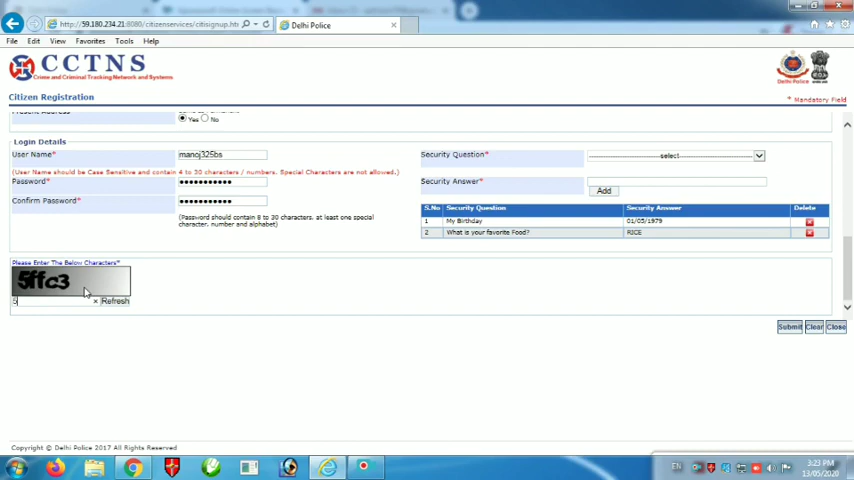 http://59.180.234.21:8080/citizenservices/citisignup.htm
Delhi Police
File Edit View Favorites Tools Help
CCTNS
Crime and Criminal Tracking Network and Systems
Citizen Registration
* Mandatory Field
Present Address
Yes No
Login Details
User Name* manoj325bs Security Question* select
(User Name should be Case Sensitive and contain 4 to 30 characters / numbers. Special Characters are not allowed.)
Password* Security Answer*
Add
Confirm Password*
(Password should contain 8 to 30 characters. at least one special
character, number and alphabet)
S.No Security Question Security Answer Delete
1 My Birthday 01/05/1979
2 What is your favorite Food? RICE
Please Enter The Below Characters*
5ffc3
5 × Refresh
Submit Clear Close
Copyright © Delhi Police 2017 All Rights Reserved
EN 3:23 PM
13/05/2020